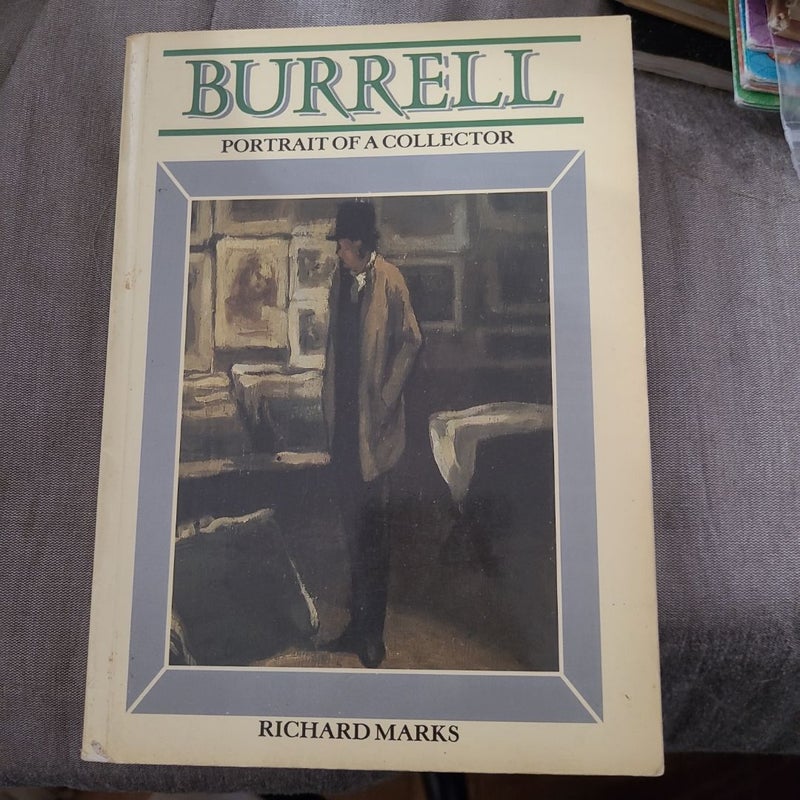 BURRELL
PORTRAIT OF A COLLECTOR
RICHARD MARKS